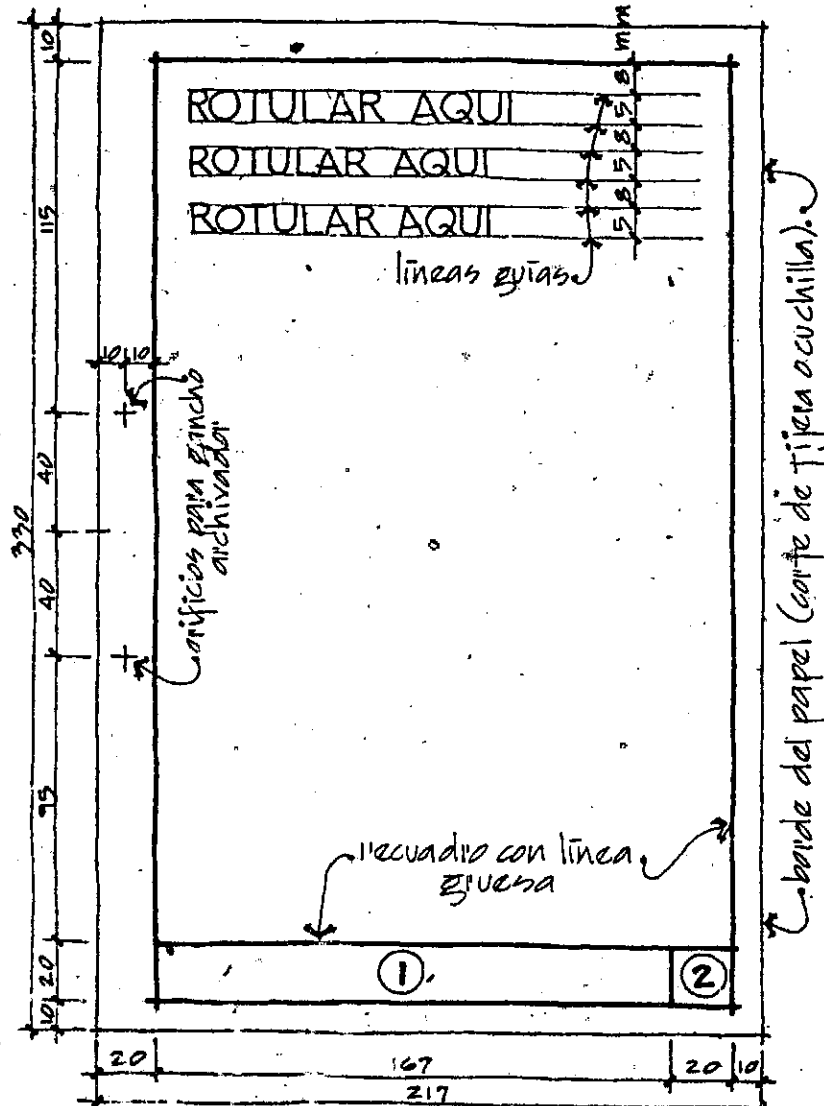 10
mm
8
ROTULAR AQUI
5
8
ROTULAR AQUI
5
8
ROTULAR AQUI
5
líneas guías
115
10 10
orificios para gancho
archivador
40
330
40
borde del papel (corte de tijera o cuchilla).
95
recuadro con línea
gruesa
20
1
2
10
20
167
20
10
217